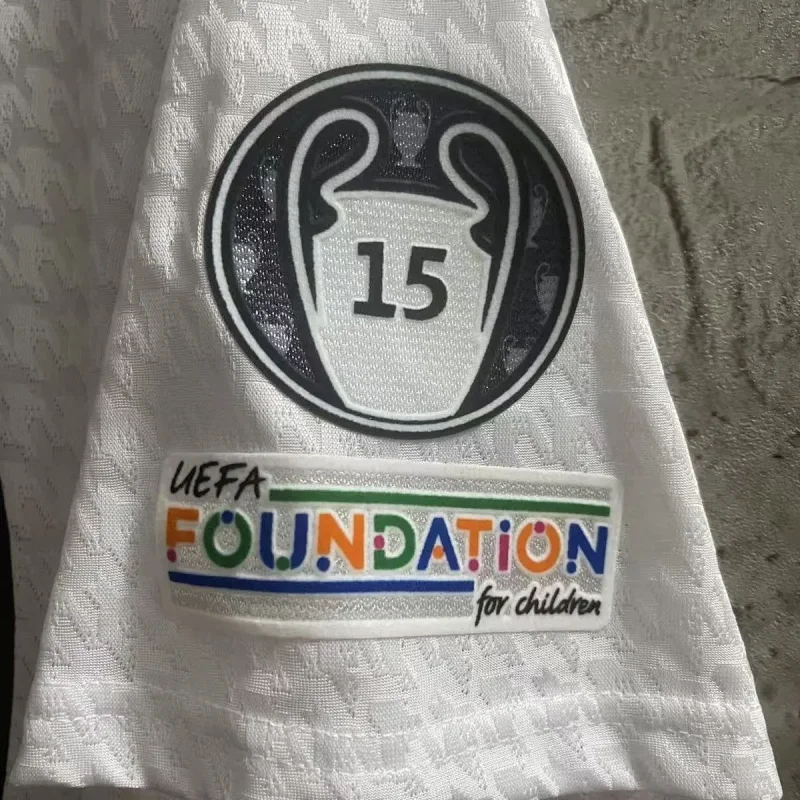 15
UEFA
FOUNDATiON
for children